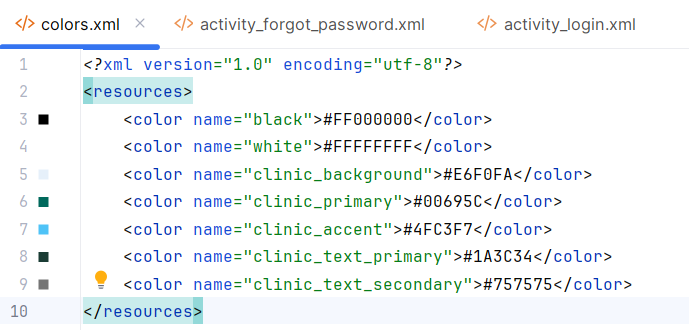 </> colors.xml × </> activity_forgot_password.xml </> activity_login.xml
1 <?xml version="1.0" encoding="utf-8"?>
2 <resources>
3 <color name="black">#FF000000</color>
4 <color name="white">#FFFFFFFF</color>
5 <color name="clinic_background">#E6F0FA</color>
6 <color name="clinic_primary">#00695C</color>
7 <color name="clinic_accent">#4FC3F7</color>
8 <color name="clinic_text_primary">#1A3C34</color>
9 <color name="clinic_text_secondary">#757575</color>
10 </resources>